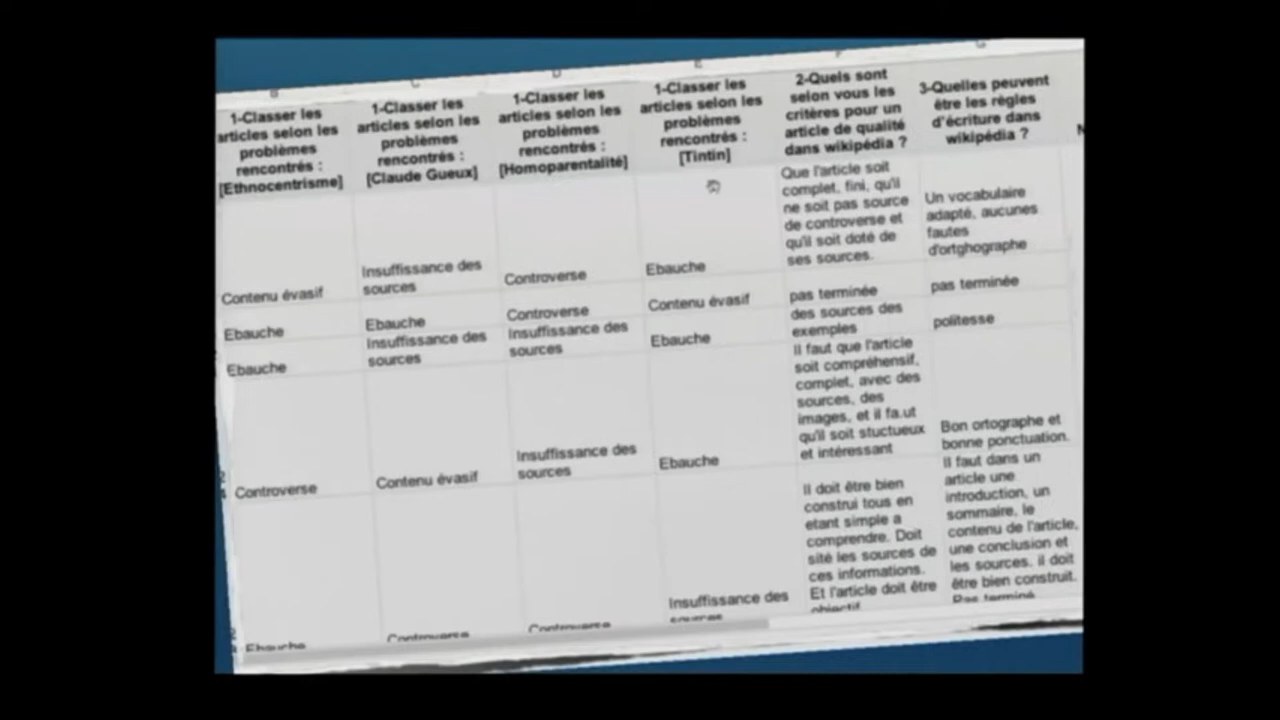 B C D E F G
1-Classer les
articles selon les
problèmes
rencontrés :
[Ethnocentrisme]
1-Classer les
articles selon les
problèmes
rencontrés :
[Claude Gueux]
1-Classer les
articles selon les
problèmes
rencontrés :
[Homoparentalité]
1-Classer les
articles selon les
problèmes
rencontrés :
[Tintin]
2-Quels sont
selon vous les
critères pour un
article de qualité
dans wikipédia ?
3-Quelles peuvent
être les règles
d'écriture dans
wikipédia ?
N
Contenu évasif
Insuffissance des
sources
Controverse
Ebauche
Que l'article soit
complet, fini, qu'il
ne soit pas source
de controverse et
qu'il soit doté de
ses sources.
Un vocabulaire
adapté, aucunes
fautes
d'ortghographe
Ebauche
Ebauche
Controverse
Contenu évasif
pas terminée
pas terminée
Ebauche
Insuffissance des
sources
Insuffissance des
sources
Ebauche
des sources des
exemples
politesse
Controverse
Contenu évasif
Insuffissance des
sources
Ebauche
Il faut que l'article
soit compréhensif,
complet, avec des
sources, des
images, et il fa.ut
qu'il soit stuctueux
et intéressant
Bon ortographe et
bonne ponctuation.
Ebauche
Controverse
Controverse
Insuffissance des
sources
Il doit être bien
construi tous en
etant simple a
comprendre. Doit
sité les sources de
ces informations.
Et l'article doit être
objectif
Il faut dans un
article une
introduction, un
sommaire, le
contenu de l'article,
une conclusion et
les sources. il doit
être bien construit.
Pas terminé